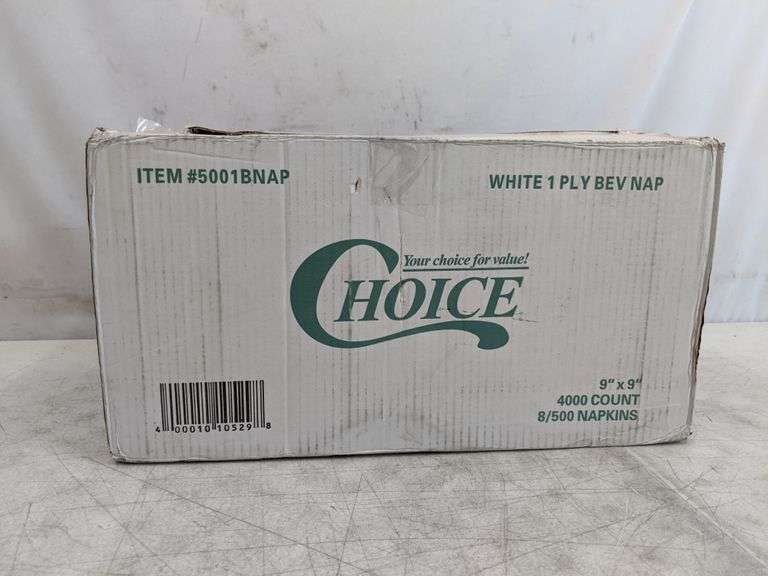 ITEM #5001BNAP
WHITE 1 PLY BEV NAP
Your choice for value!
CHOICE
9" x 9"
4000 COUNT
8/500 NAPKINS
4 00010 10529 8